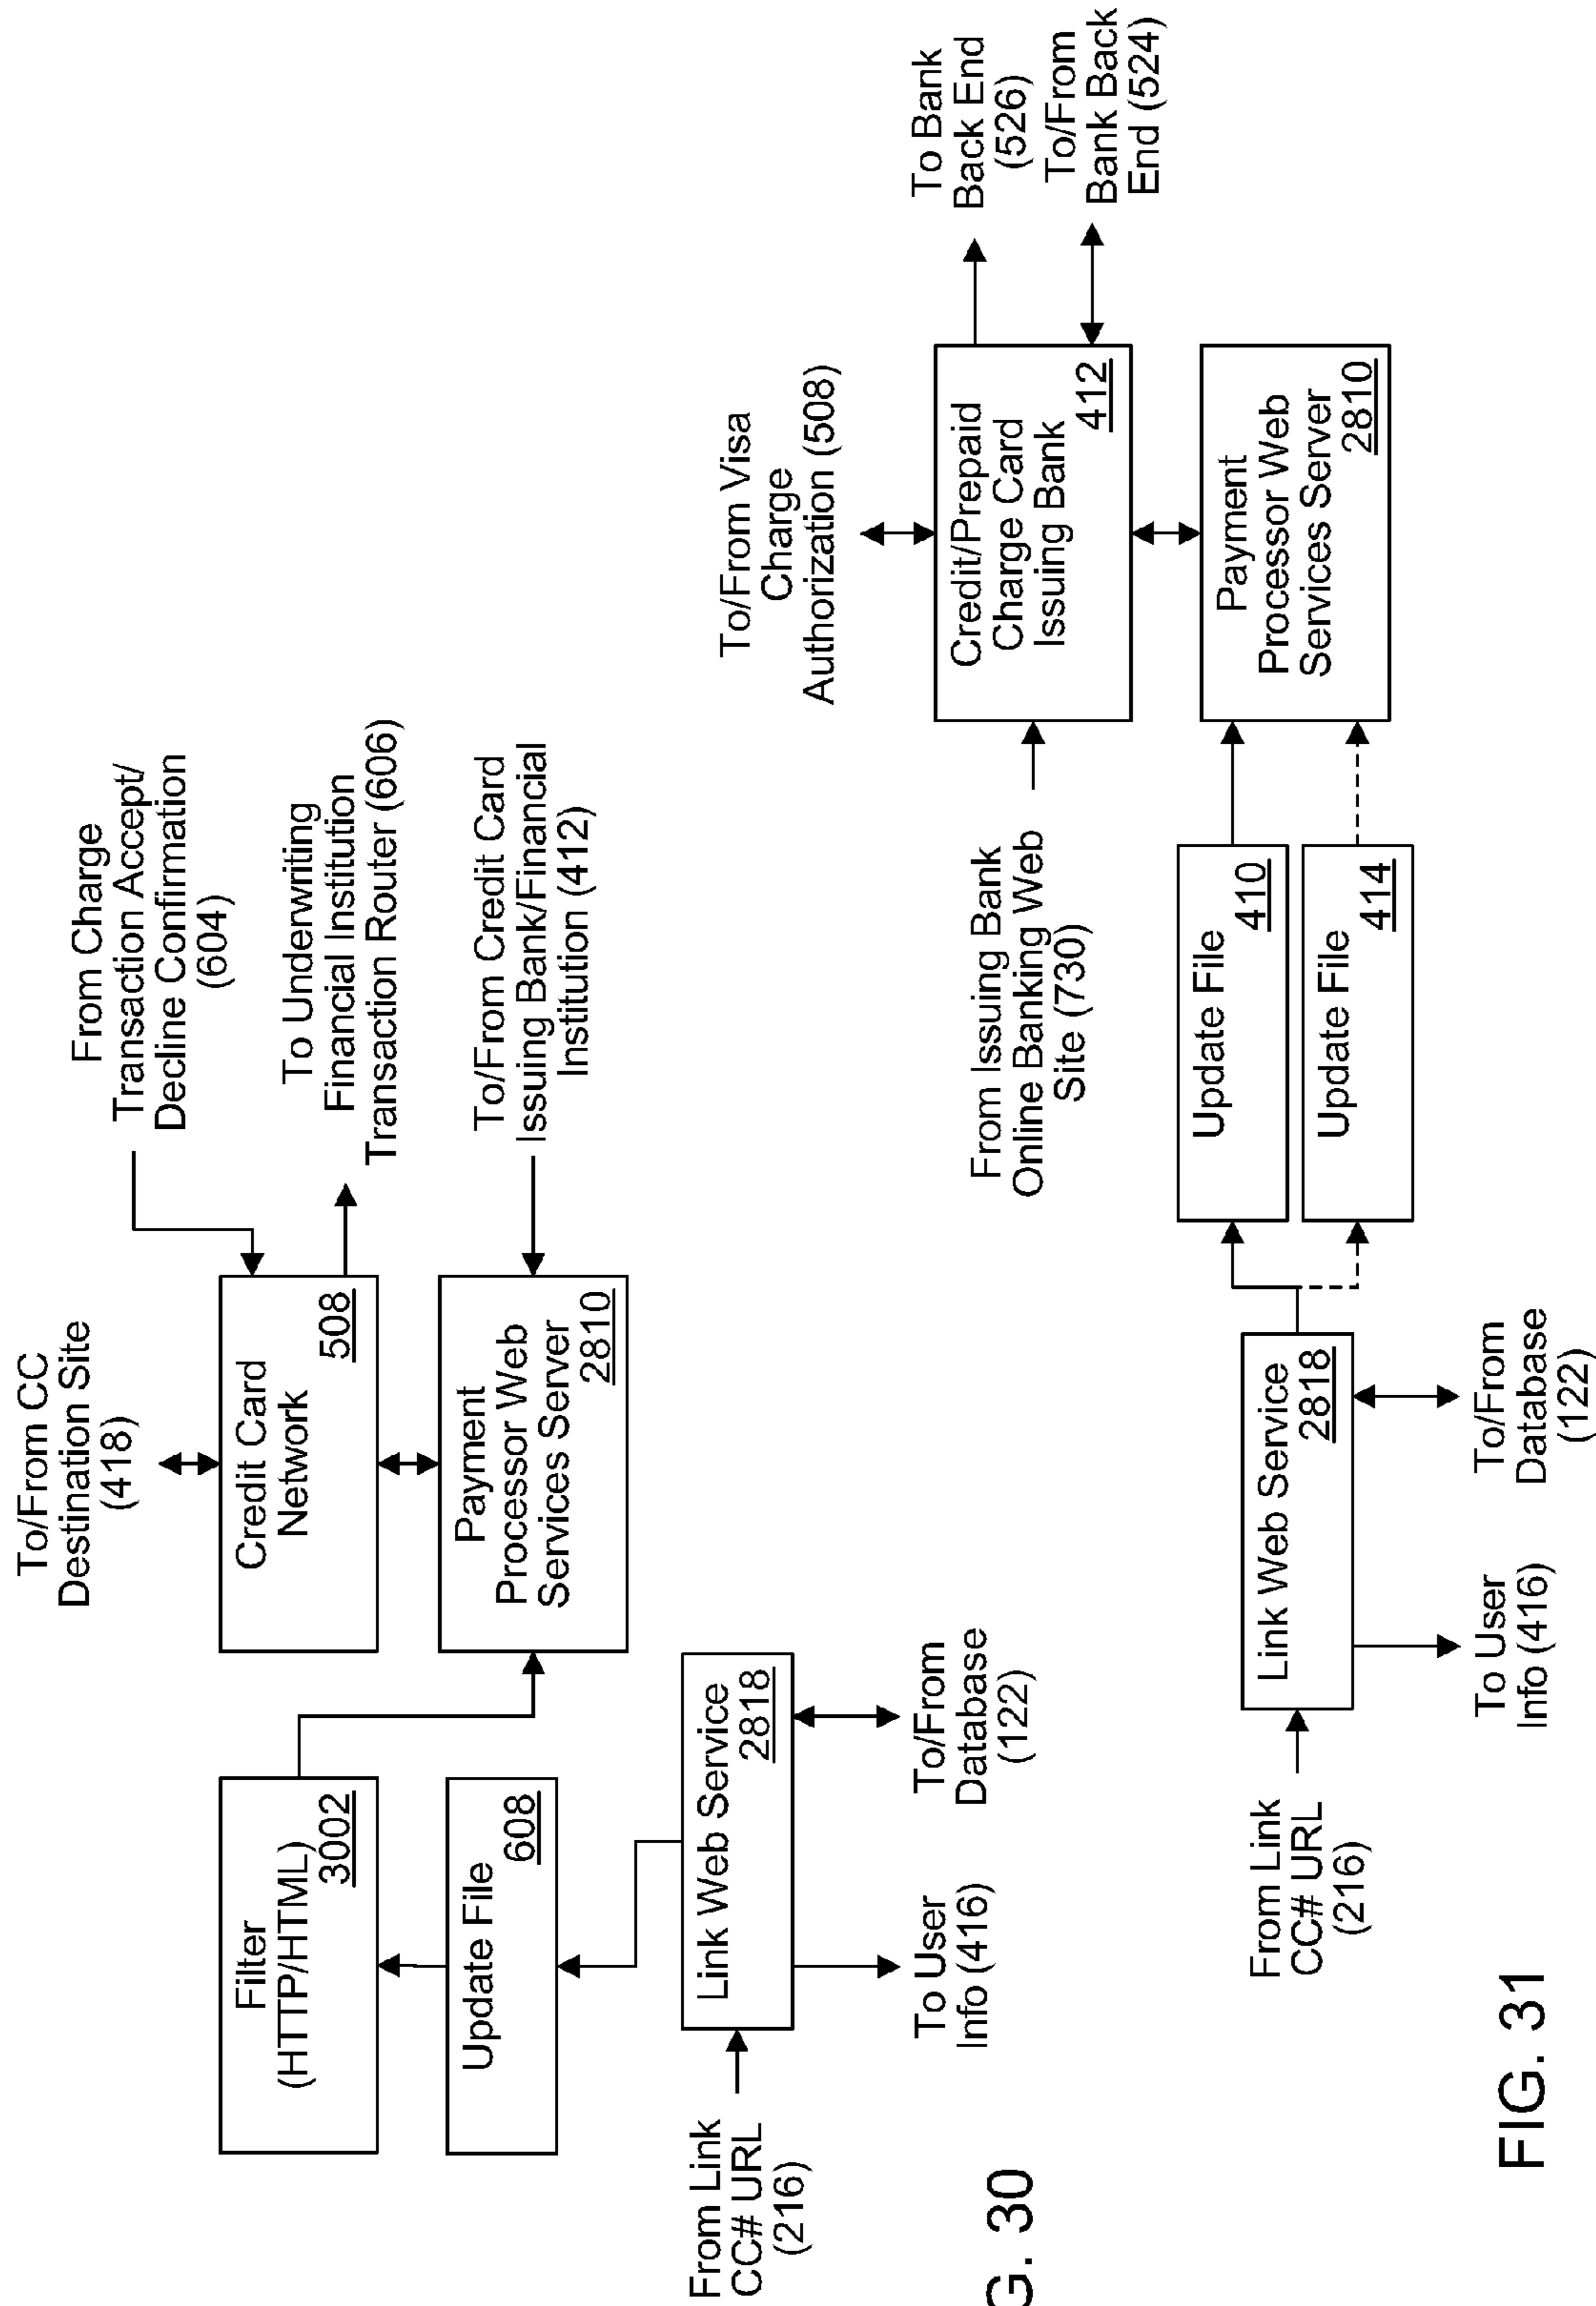 To/From CC
Destination Site
(418)
From Charge
Transaction Accept/
Decline Confirmation
(604)
To Underwriting
Financial Institution
Transaction Router (606)
To/From Credit Card
Issuing Bank/Financial
Institution (412)
Filter
(HTTP/HTML)
3002
Credit Card
Network
508
Update File
608
Payment
Processor Web
Services Server
2810
From Link
CC# URL
(216)
Link Web Service
2818
To User
Info (416)
To/From
Database
(122)
G. 30
To/From Visa
Charge
Authorization (508)
To Bank
Back End
(526)
To/From
Bank Back
End (524)
From Issuing Bank
Online Banking Web
Site (730)
Credit/Prepaid
Charge Card
Issuing Bank
412
Update File
410
Update File
414
Payment
Processor Web
Services Server
2810
From Link
CC# URL
(216)
Link Web Service
2818
To User
Info (416)
To/From
Database
(122)
FIG. 31